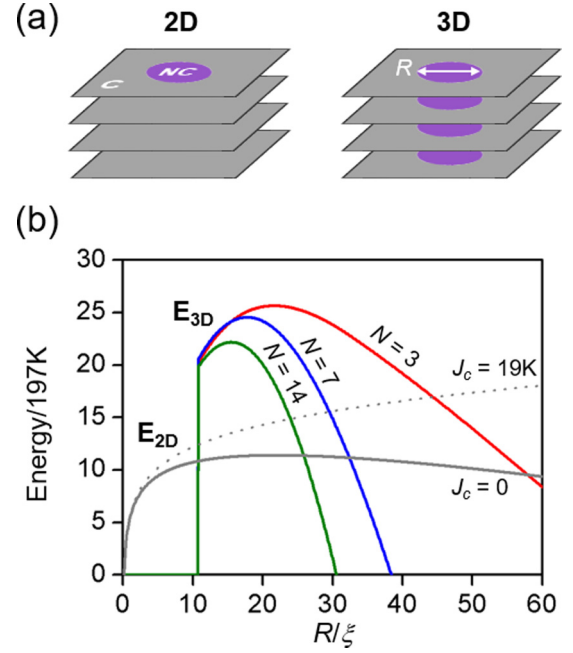 (a)
2D
3D
NC
C
R
(b)
30
25
20
15
10
5
0
Energy/197K
E3D
E2D
N = 14
N = 7
N = 3
Jc = 19K
Jc = 0
0 10 20 30 40 50 60
R/ξ